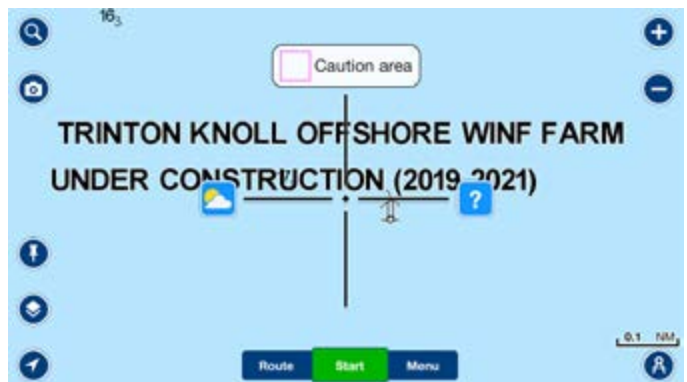 16₃
Caution area
TRINTON KNOLL OFFSHORE WINF FARM
UNDER CONSTRUCTION (2019-2021)
?
0.1 NM
Route Start Menu